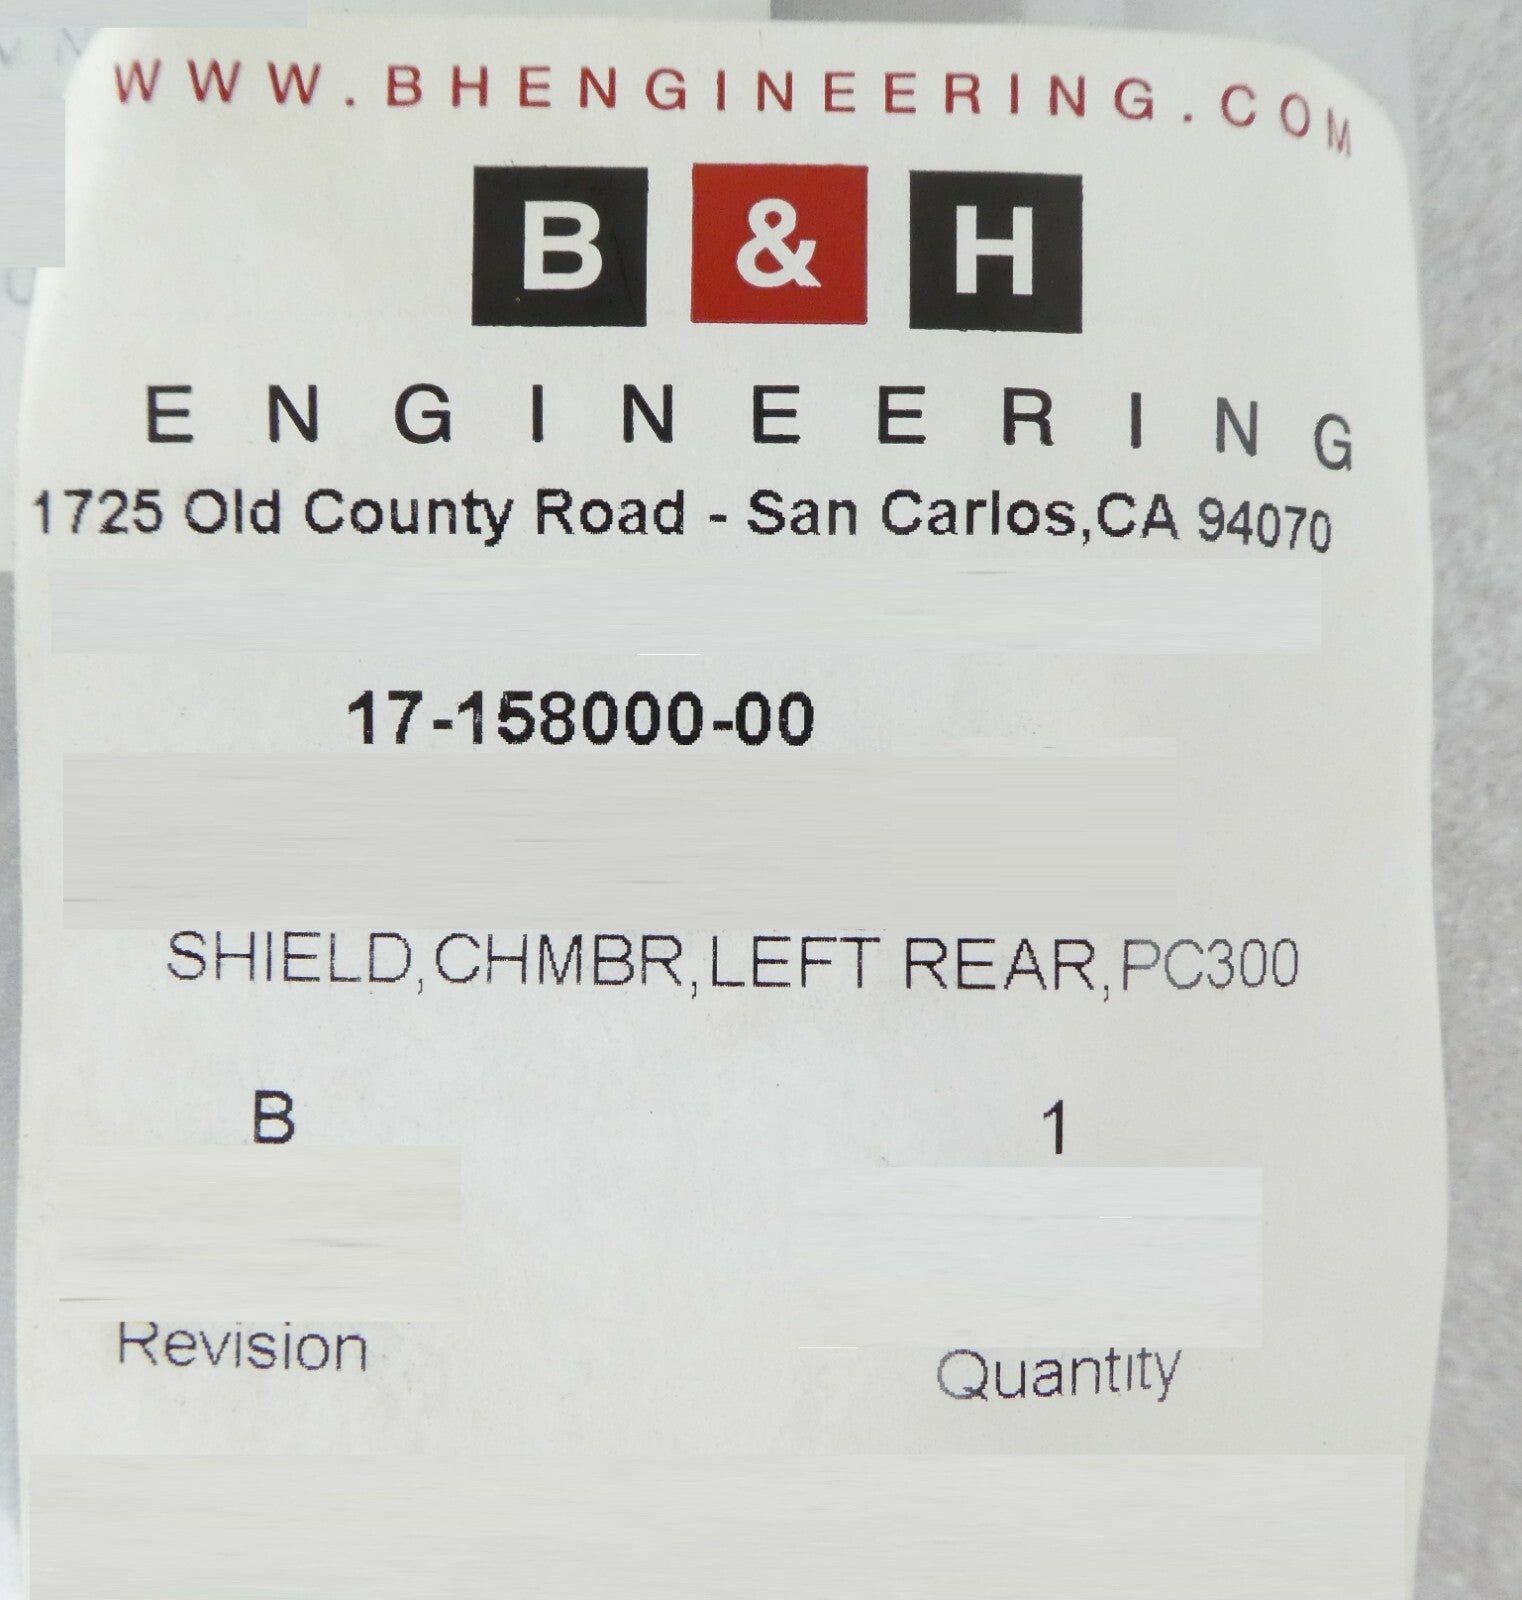 WWW.BHENGINEERING.COM
B & H
ENGINEERING
1725 Old County Road - San Carlos,CA 94070
17-158000-00
SHIELD,CHMBR,LEFT REAR,PC300
B 1
Revision Quantity